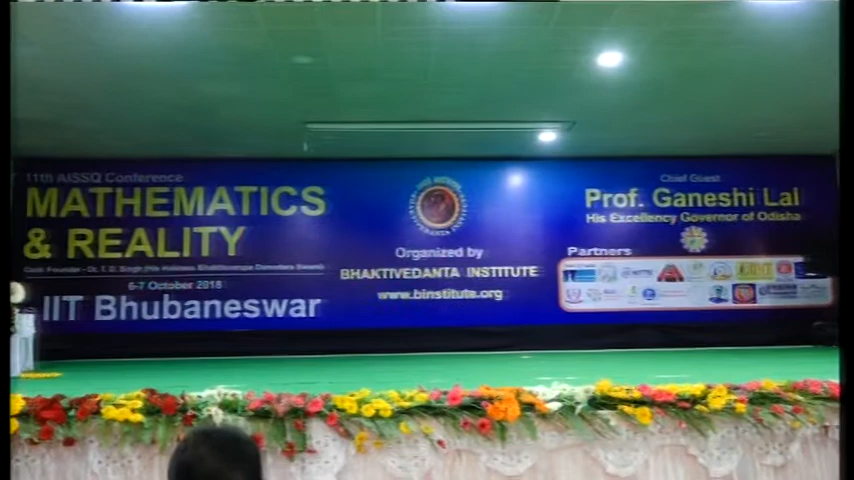 11th AISSQ Conference
MATHEMATICS
& REALITY
6-7 October 2018
IIT Bhubaneswar
Organized by
BHAKTIVEDANTA INSTITUTE
www.binstitute.org
Chief Guest
Prof. Ganeshi Lal
His Excellency Governor of Odisha
Partners